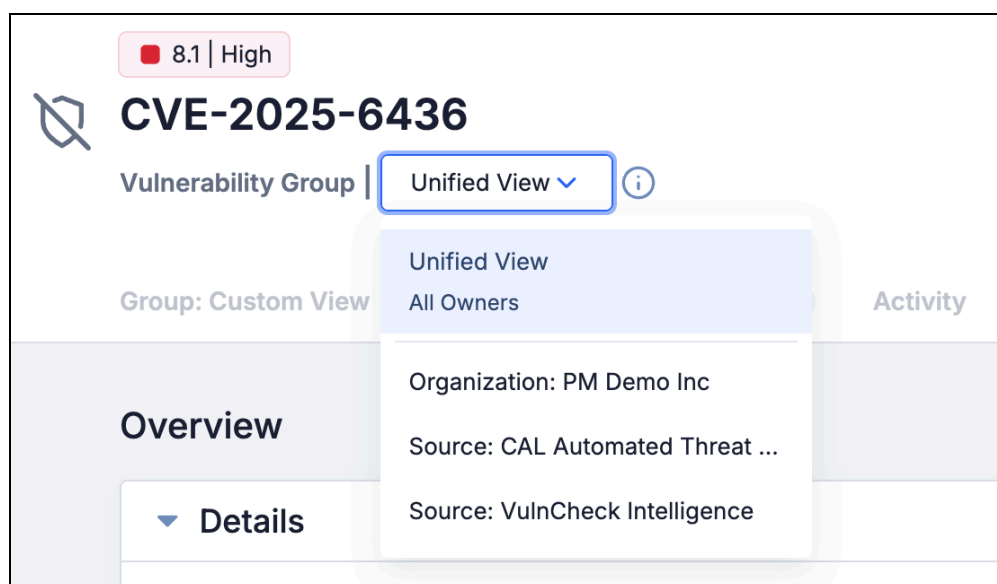 8.1 | High
CVE-2025-6436
Vulnerability Group | Unified View
Unified View
All Owners
Group: Custom View
Activity
Organization: PM Demo Inc
Overview
Source: CAL Automated Threat ...
Source: VulnCheck Intelligence
Details